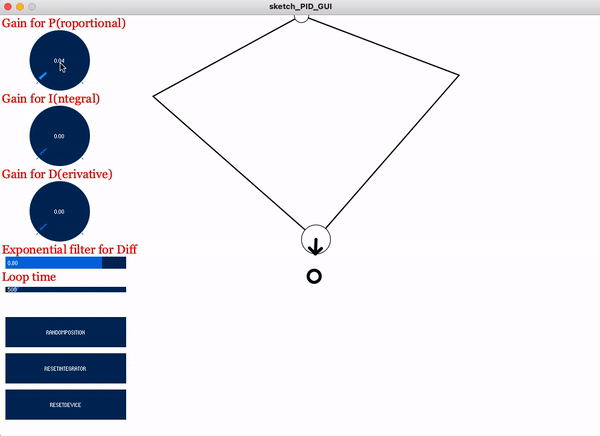 sketch_PID_GUI
Gain for P(roportional)
0.04
Gain for I(ntegral)
0.00
Gain for D(erivative)
0.00
Exponential filter for Diff
0.80
Loop time
500
RANDOMPOSITION
RESETINTEGRATOR
RESETDEVICE